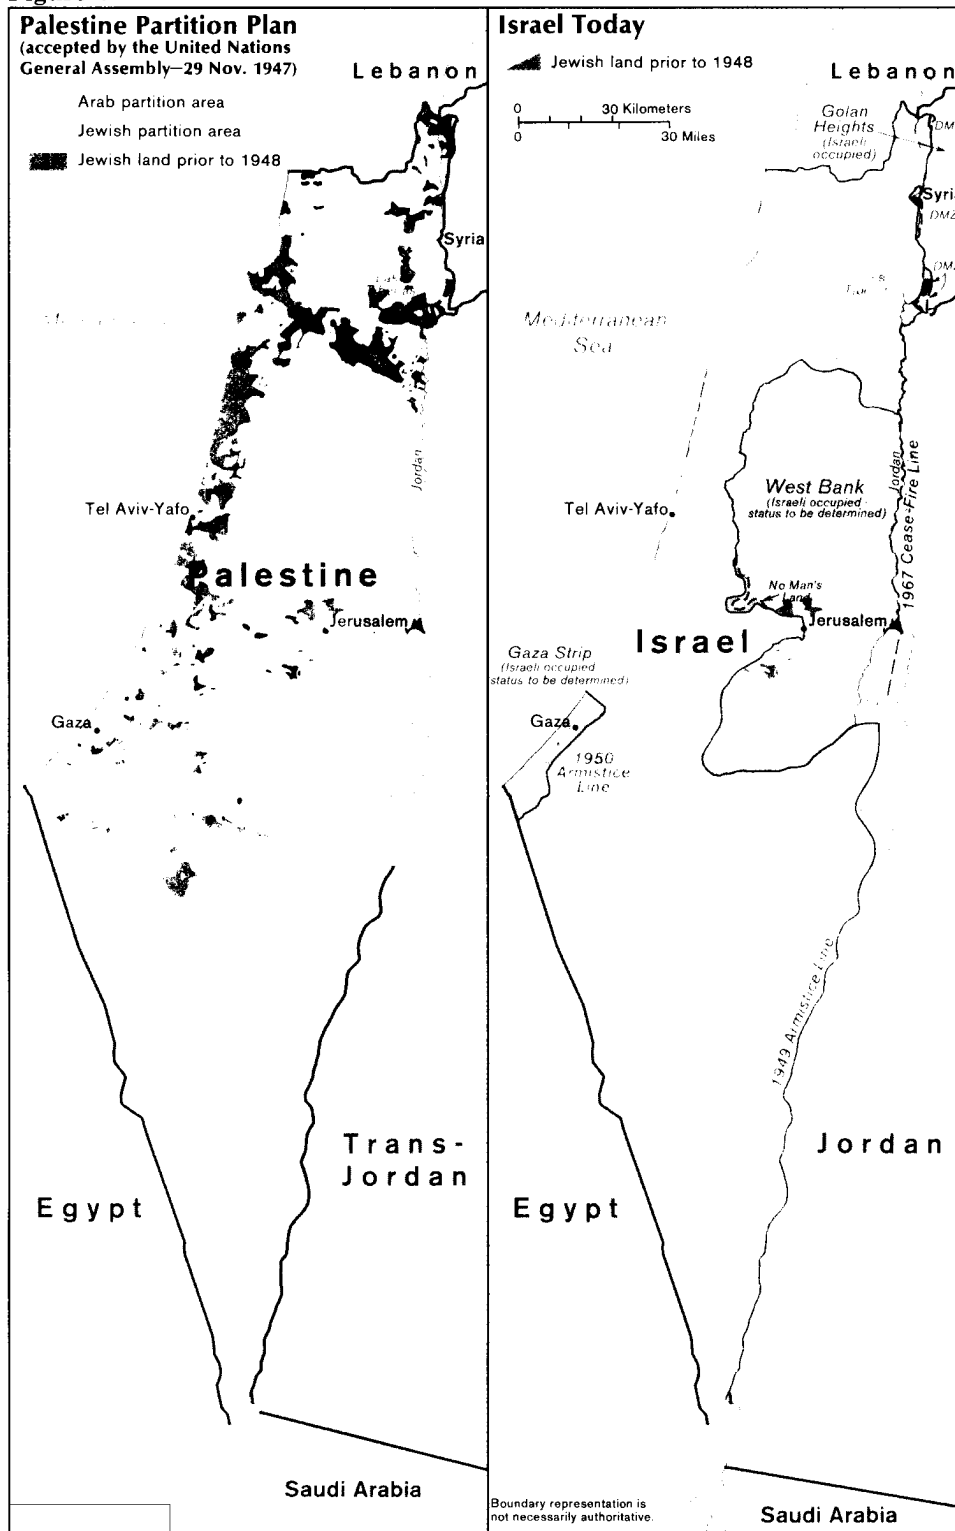 Palestine Partition Plan
(accepted by the United Nations
General Assembly—29 Nov. 1947)
Arab partition area
Jewish partition area
Jewish land prior to 1948
Lebanon
Syria
Jordan
Tel Aviv-Yafo
Palestine
Jerusalem
Gaza
Trans-
Jordan
Egypt
Saudi Arabia
Israel Today
Jewish land prior to 1948
0 30 Kilometers
0 30 Miles
Lebanon
Golan
Heights
(Israeli
occupied)
DMZ
Mediterranean
Sea
Jordan
1967 Cease-Fire Line
West Bank
(Israeli occupied-
status to be determined)
Tel Aviv-Yafo
No Man's
Land
Jerusalem
Israel
Gaza Strip
(Israeli occupied
status to be determined)
Gaza
1950
Armistice
Line
1949 Armistice Line
Jordan
Egypt
Boundary representation is
not necessarily authoritative.
Saudi Arabia